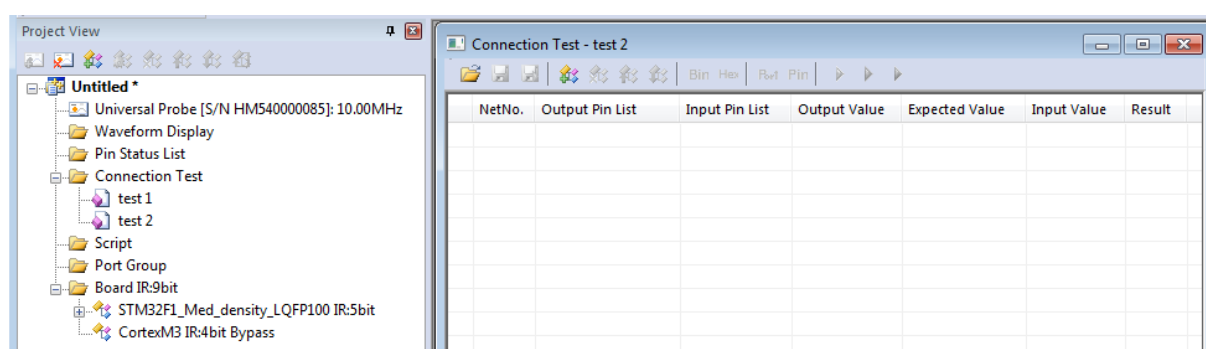 Project View
Untitled *
Universal Probe [S/N HM540000085]: 10.00MHz
Waveform Display
Pin Status List
Connection Test
test 1
test 2
Script
Port Group
Board IR:9bit
STM32F1_Med_density_LQFP100 IR:5bit
CortexM3 IR:4bit Bypass
Connection Test - test 2
Bin Hex Ref Pin
NetNo. Output Pin List Input Pin List Output Value Expected Value Input Value Result